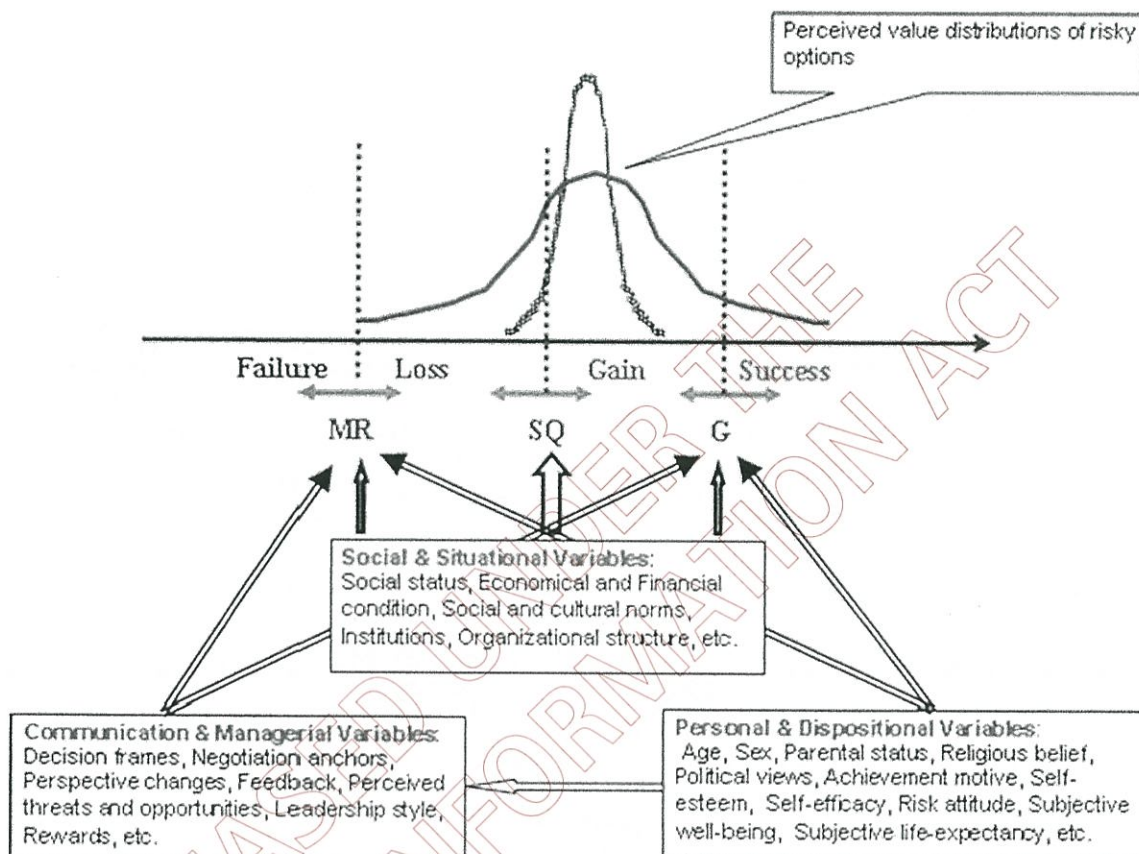 Perceived value distributions of risky
options
Failure Loss Gain Success
MR SQ G
Social & Situational Variables:
Social status, Economical and Financial
condition, Social and cultural norms,
Institutions, Organizational structure, etc.
Communication & Managerial Variables:
Decision frames, Negotiation anchors,
Perspective changes, Feedback, Perceived
threats and opportunities, Leadership style,
Rewards, etc.
Personal & Dispositional Variables:
Age, Sex, Parental status, Religious belief,
Political views, Achievement motive, Self-
esteem, Self-efficacy, Risk attitude, Subjective
well-being, Subjective life-expectancy, etc.
ASED UNDER THE
NFORMATION ACT